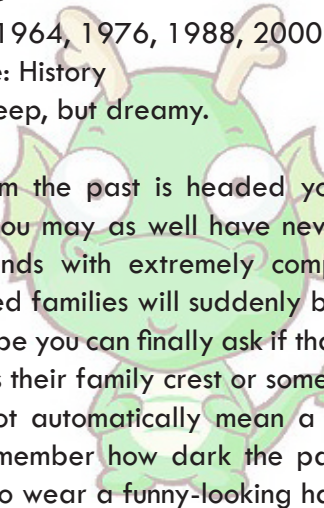 1964, 1976, 1988, 2000
: History
eep, but dreamy.
m the past is headed yo
ou may as well have nev
nds with extremely comp
ed families will suddenly b
be you can finally ask if tha
s their family crest or some
ot automatically mean a
member how dark the pa
o wear a funny-looking ha